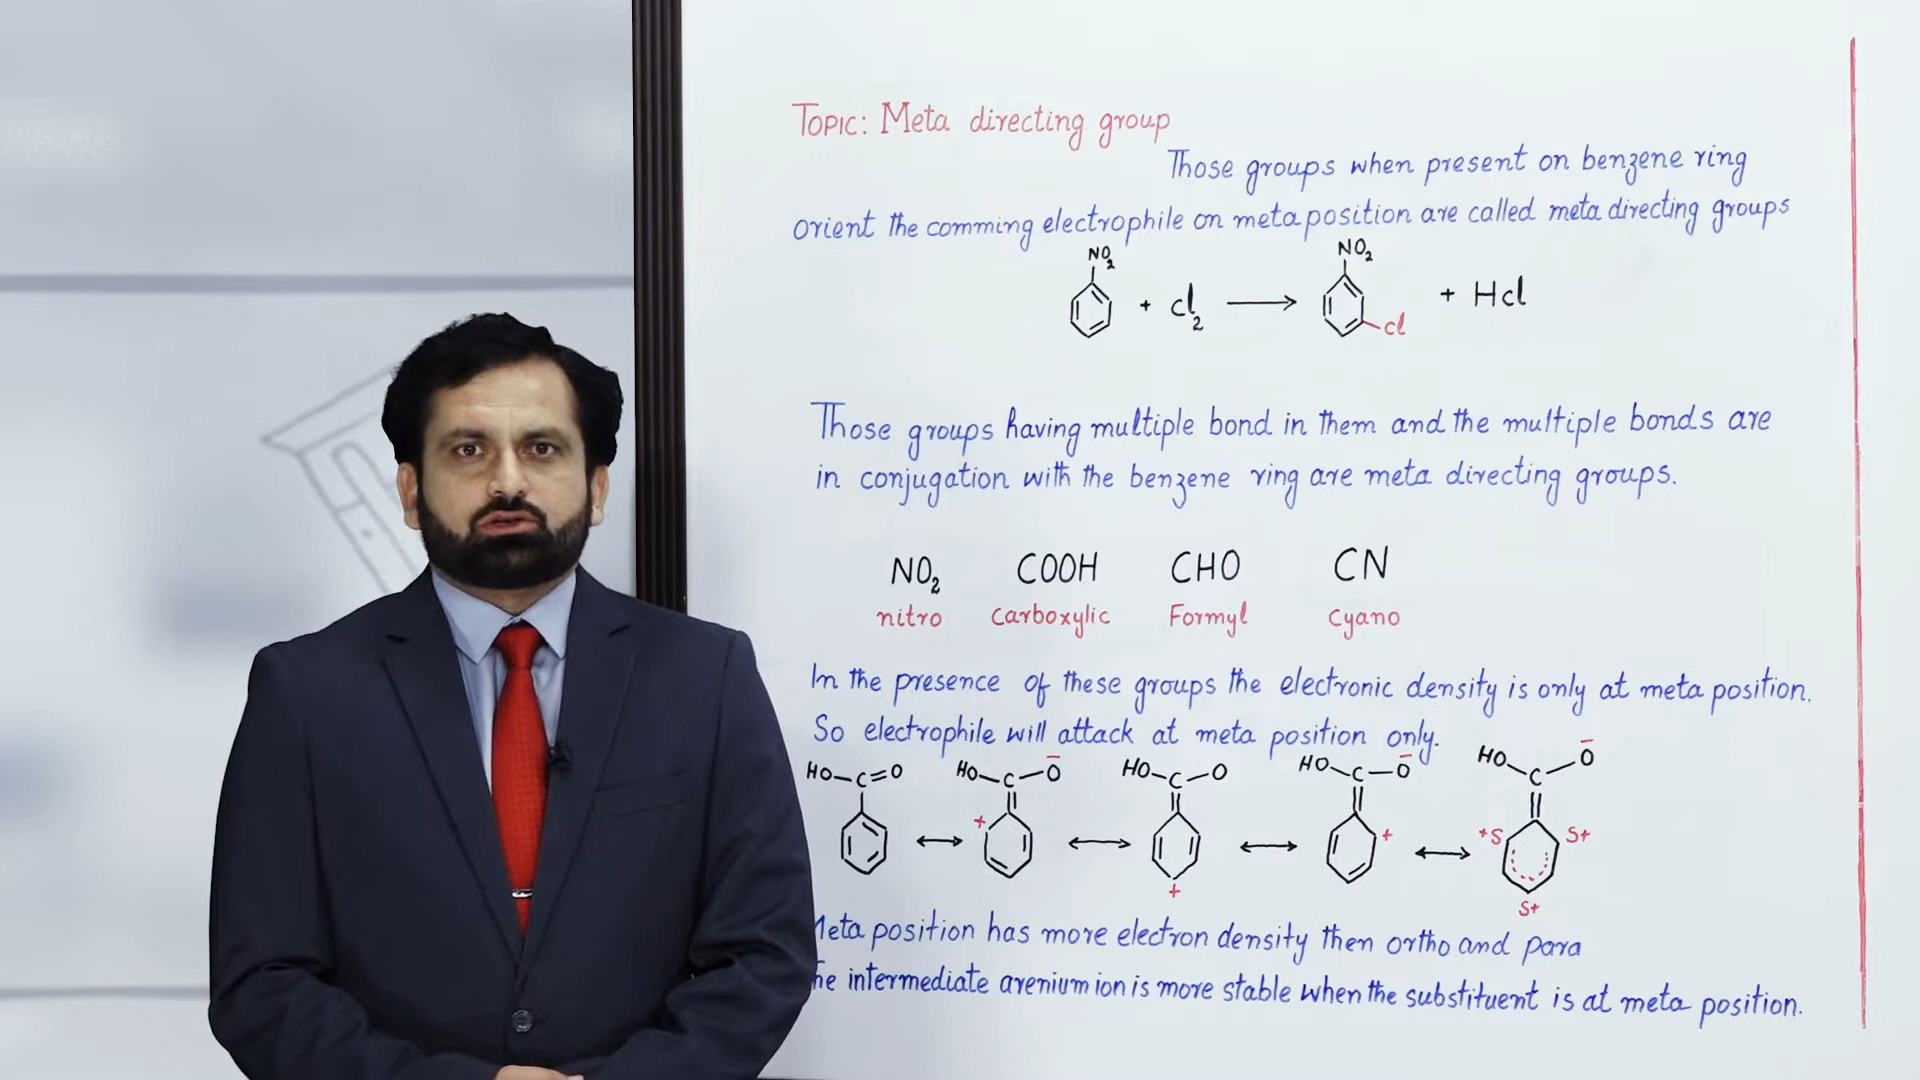 TOPIC: Meta directing group
Those groups when present on benzene ring
orient the comming electrophile on meta position are called meta directing groups
NO2 NO2
+ Cl2 + Hcl
cl
Those groups having multiple bond in them and the multiple bonds are
in conjugation with the benzene ring are meta directing groups.
NO2 COOH CHO CN
nitro Carboxylic Formyl Cyano
In the presence of these groups the electronic density is only at meta position.
So electrophile will attack at meta position only.
HO-C=O HO-C-O⁻ HO-C-O HO-C-O⁻ HO-C-O⁻
+ + +S S+
+ S+
Meta position has more electron density then ortho and para
he intermediate arenium ion is more stable when the substituent is at meta position.